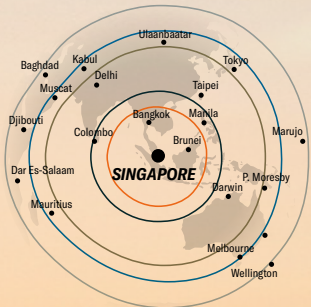 Ulaanbaatar
Kabul
Tokyo
Baghdad
Delhi
Muscat
Taipei
Djibouti
Bangkok
Manila
Colombo
Marujo
Brunei
Dar Es-Salaam
SINGAPORE
P. Moresby
Darwin
Mauritius
Melbourne
Wellington